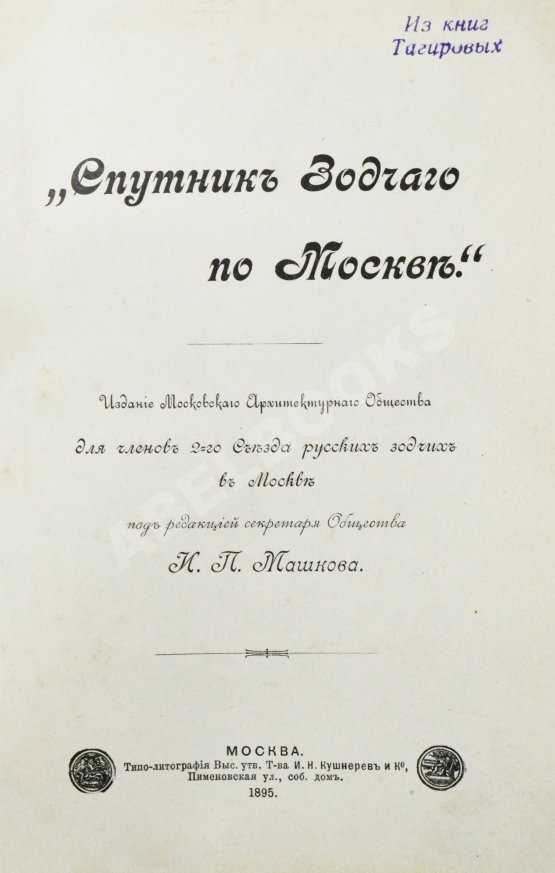 Из книг
Тагировых
„Спутникъ Зодчаго
по Москвѣ.“
Изданіе Московскаго Архитектурнаго Общества
для членовъ 2-го Съѣзда русскихъ зодчихъ
въ Москвѣ
подъ редакціей секретаря Общества
И. П. Машкова.
ABELBOOKS
МОСКВА.
Типо-литографія Выс. утв. Т-ва И. Н. Кушнеревъ и Ко,
Пименовская ул., соб. домъ.
1895.